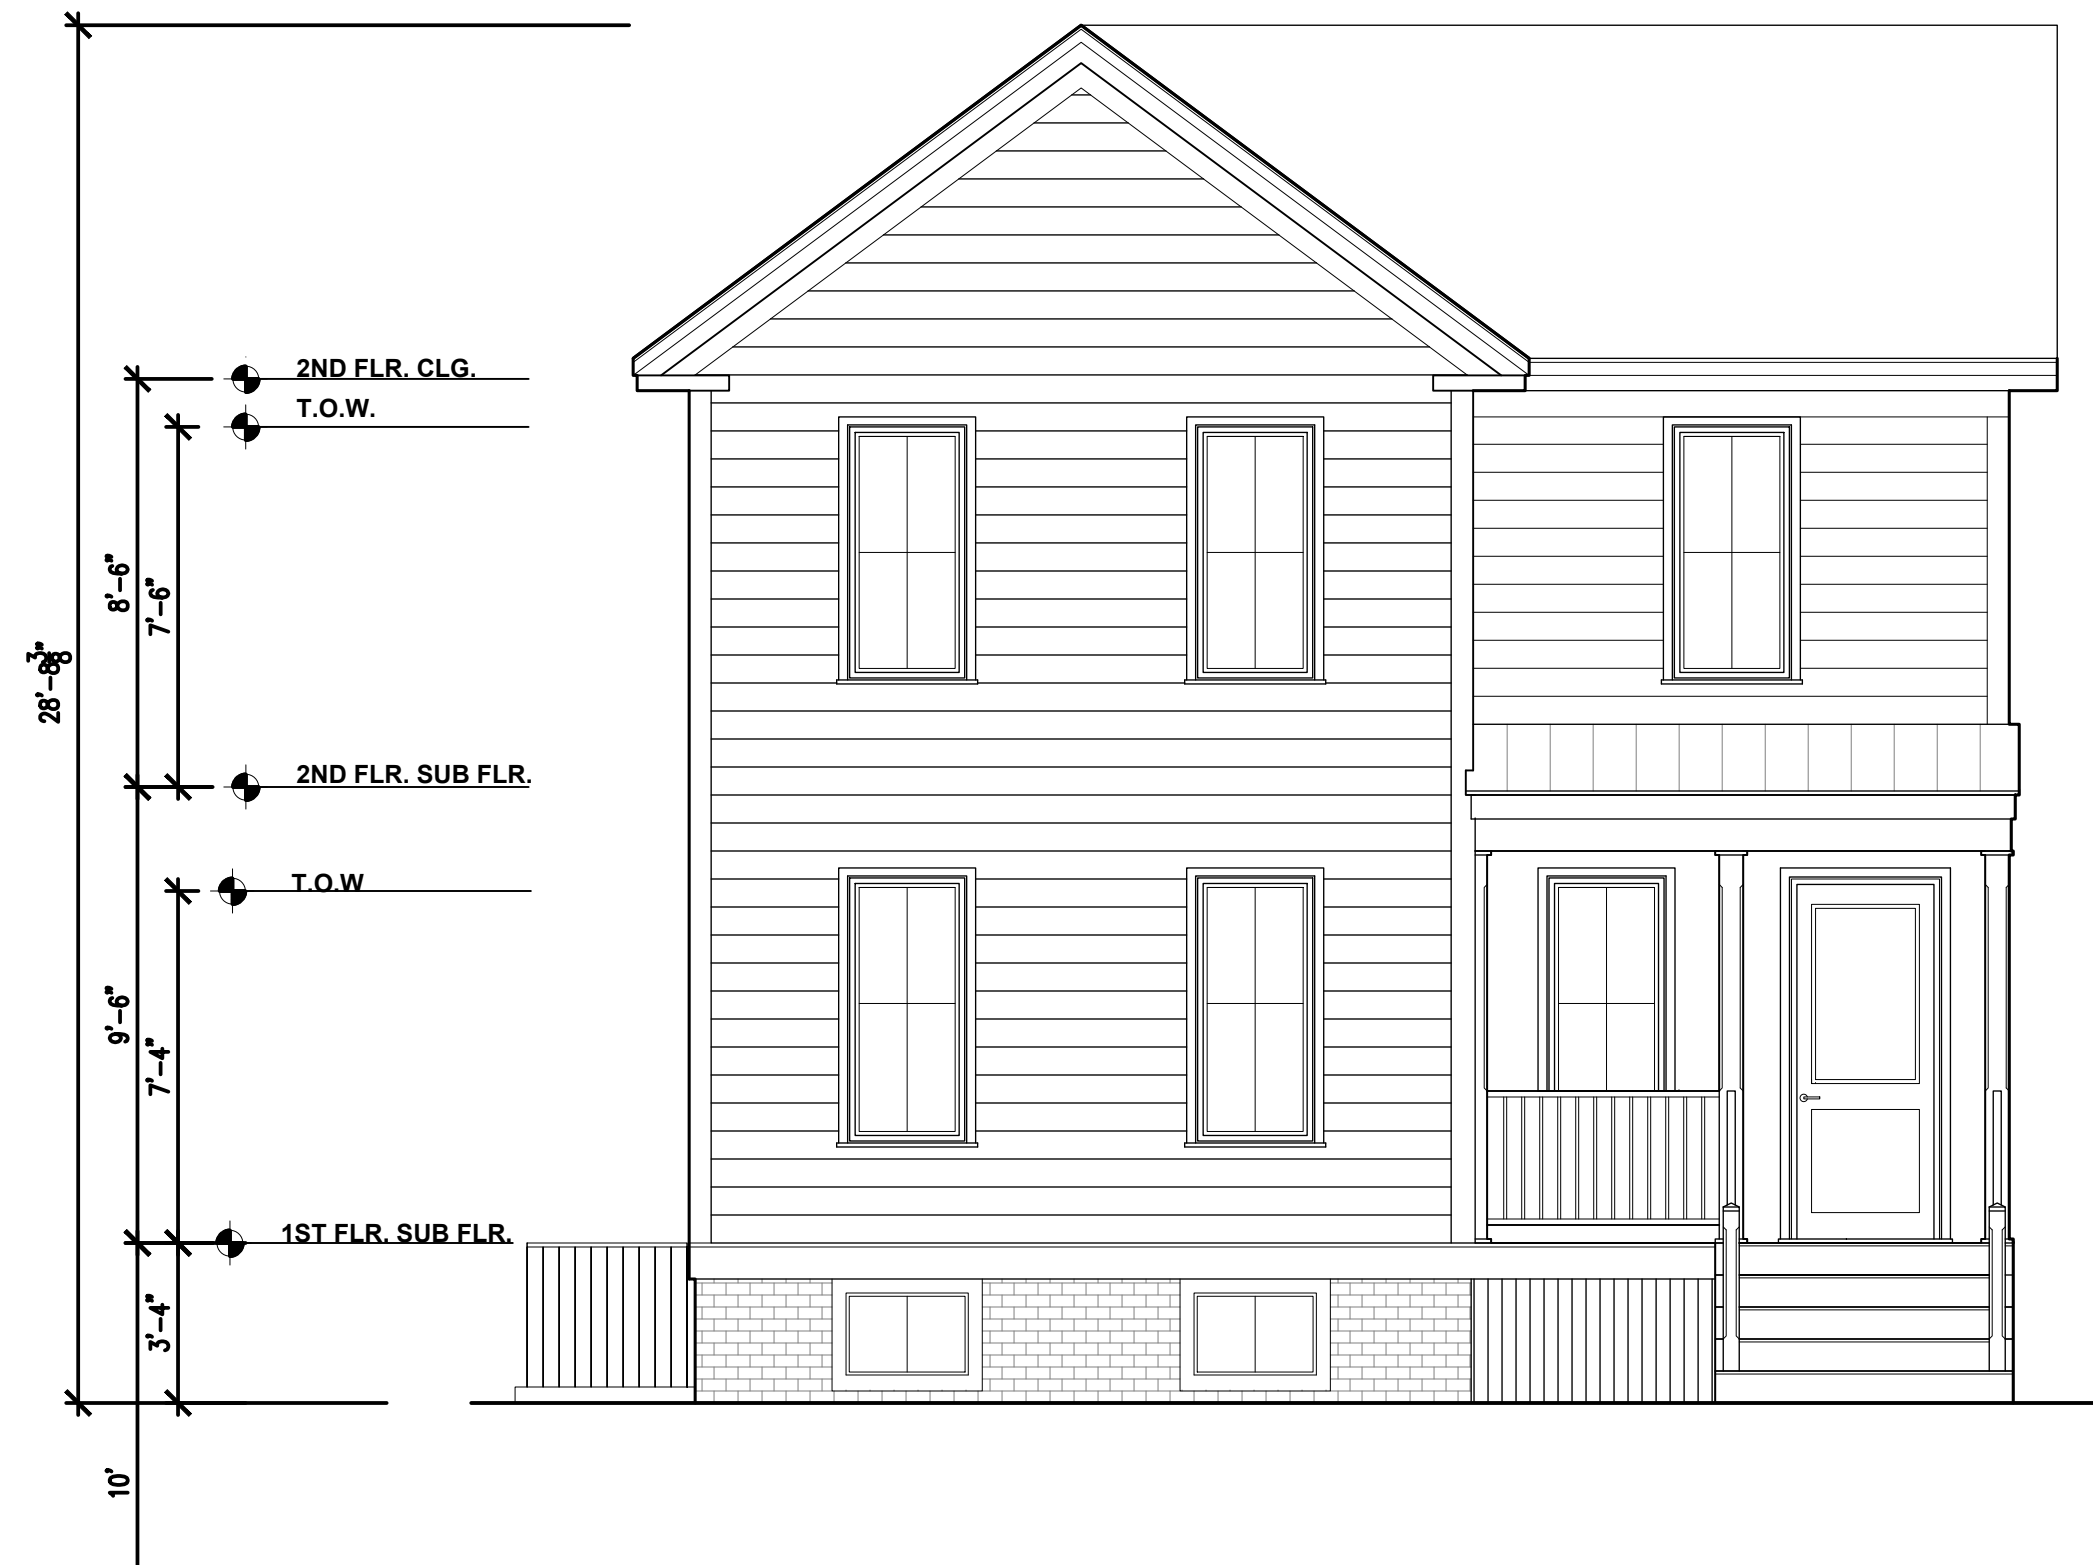 2ND FLR. CLG.
T.O.W.
8'-6"
7'-6"
28'-8 3/8"
2ND FLR. SUB FLR.
T.O.W
9'-6"
7'-4"
1ST FLR. SUB FLR.
3'-4"
10'